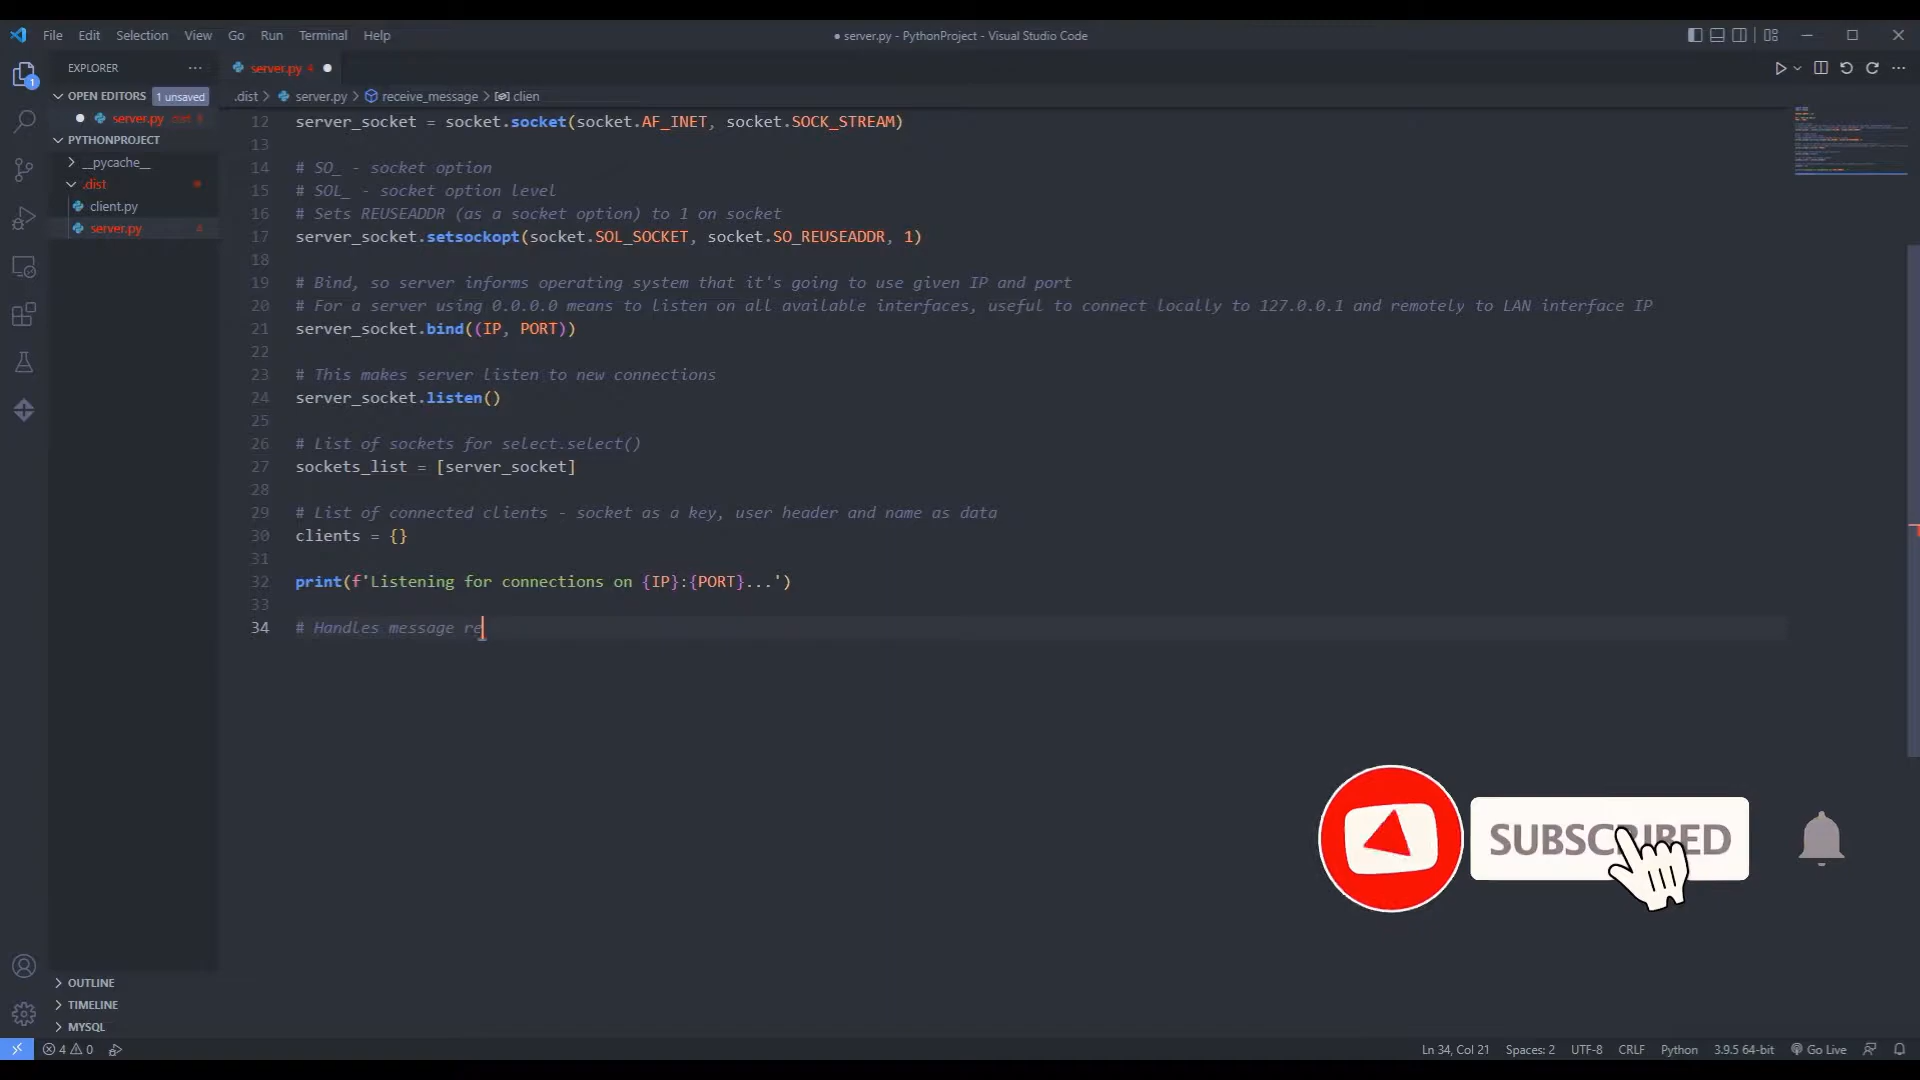 File Edit Selection View Go Run Terminal Help
● server.py - PythonProject - Visual Studio Code
EXPLORER
OPEN EDITORS 1 unsaved
server.py .dist
PYTHONPROJECT
__pycache__
.dist
client.py
server.py 4
OUTLINE
TIMELINE
MYSQL
server.py 4
.dist > server.py > receive_message > clien
12 server_socket = socket.socket(socket.AF_INET, socket.SOCK_STREAM)
13
14 # SO_ - socket option
15 # SOL_ - socket option level
16 # Sets REUSEADDR (as a socket option) to 1 on socket
17 server_socket.setsockopt(socket.SOL_SOCKET, socket.SO_REUSEADDR, 1)
18
19 # Bind, so server informs operating system that it's going to use given IP and port
20 # For a server using 0.0.0.0 means to listen on all available interfaces, useful to connect locally to 127.0.0.1 and remotely to LAN interface IP
21 server_socket.bind((IP, PORT))
22
23 # This makes server listen to new connections
24 server_socket.listen()
25
26 # List of sockets for select.select()
27 sockets_list = [server_socket]
28
29 # List of connected clients - socket as a key, user header and name as data
30 clients = {}
31
32 print(f'Listening for connections on {IP}:{PORT}...')
33
34 # Handles message re
SUBSCRIBED
4 0
Ln 34, Col 21 Spaces: 2 UTF-8 CRLF Python 3.9.5 64-bit Go Live